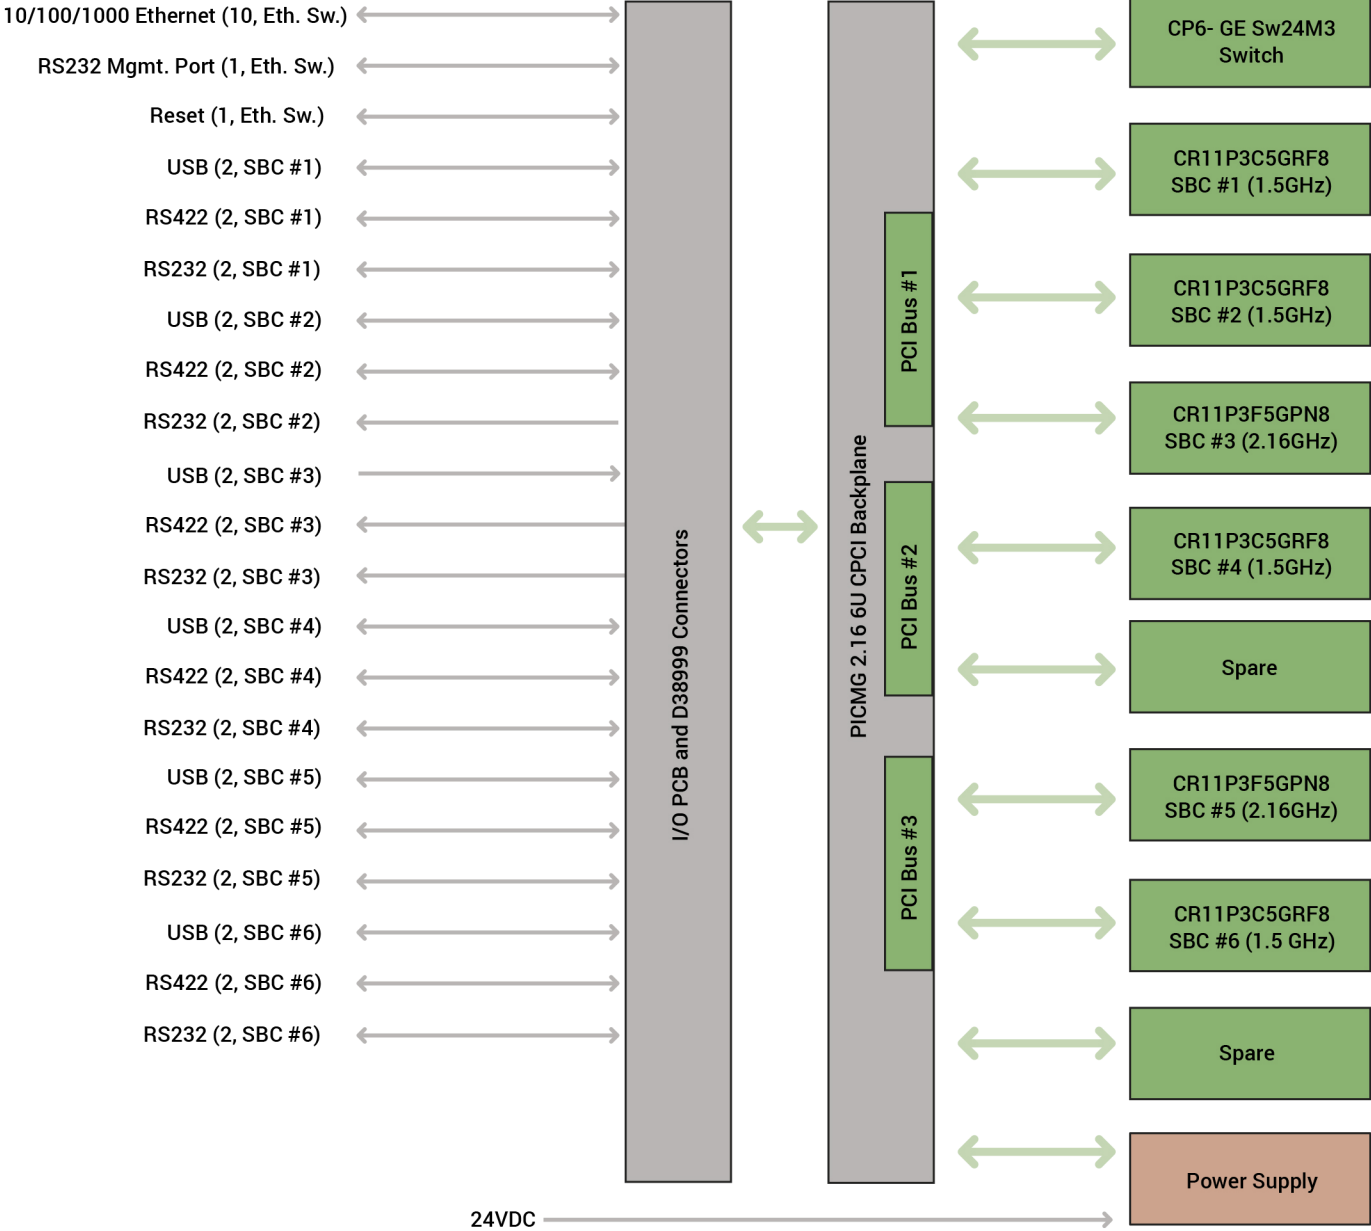 10/100/1000 Ethernet (10, Eth. Sw.)
RS232 Mgmt. Port (1, Eth. Sw.)
Reset (1, Eth. Sw.)
USB (2, SBC #1)
RS422 (2, SBC #1)
RS232 (2, SBC #1)
USB (2, SBC #2)
RS422 (2, SBC #2)
RS232 (2, SBC #2)
USB (2, SBC #3)
RS422 (2, SBC #3)
RS232 (2, SBC #3)
USB (2, SBC #4)
RS422 (2, SBC #4)
RS232 (2, SBC #4)
USB (2, SBC #5)
RS422 (2, SBC #5)
RS232 (2, SBC #5)
USB (2, SBC #6)
RS422 (2, SBC #6)
RS232 (2, SBC #6)
24VDC
I/O PCB and D38999 Connectors
PICMG 2.16 6U CPCI Backplane
PCI Bus #1
PCI Bus #2
PCI Bus #3
CP6- GE Sw24M3
Switch
CR11P3C5GRF8
SBC #1 (1.5GHz)
CR11P3C5GRF8
SBC #2 (1.5GHz)
CR11P3F5GPN8
SBC #3 (2.16GHz)
CR11P3C5GRF8
SBC #4 (1.5GHz)
Spare
CR11P3F5GPN8
SBC #5 (2.16GHz)
CR11P3C5GRF8
SBC #6 (1.5 GHz)
Spare
Power Supply